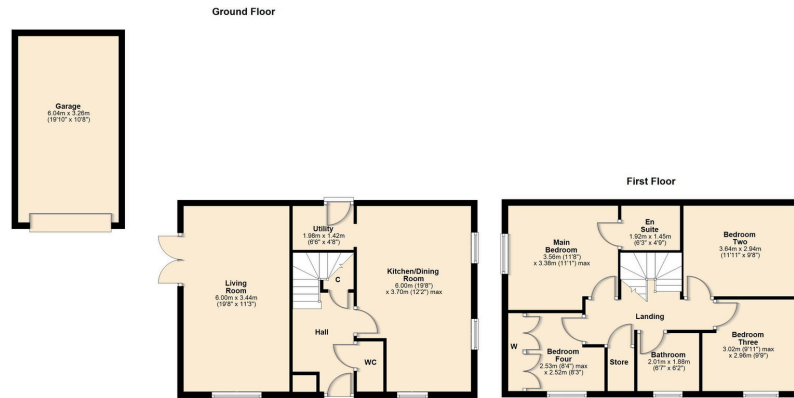 Ground Floor
Garage
6.04m x 3.26m
(19'10" x 10'8")
Living
Room
6.00m x 3.44m
(19'8" x 11'3")
Utility
1.98m x 1.42m
(6'6" x 4'8")
C
Hall
WC
Kitchen/Dining
Room
6.00m (19'8")
x 3.70m (12'2") max
First Floor
Main
Bedroom
3.56m (11'8")
x 3.38m (11'1") max
En
Suite
1.92m x 1.45m
(6'3" x 4'9")
Bedroom
Two
3.64m x 2.94m
(11'11" x 9'8")
Landing
W
Bedroom
Four
2.53m (8'4") max
x 2.52m (8'3")
Store
Bathroom
2.01m x 1.88m
(6'7" x 6'2")
Bedroom
Three
3.02m (9'11") max
x 2.96m (9'9")